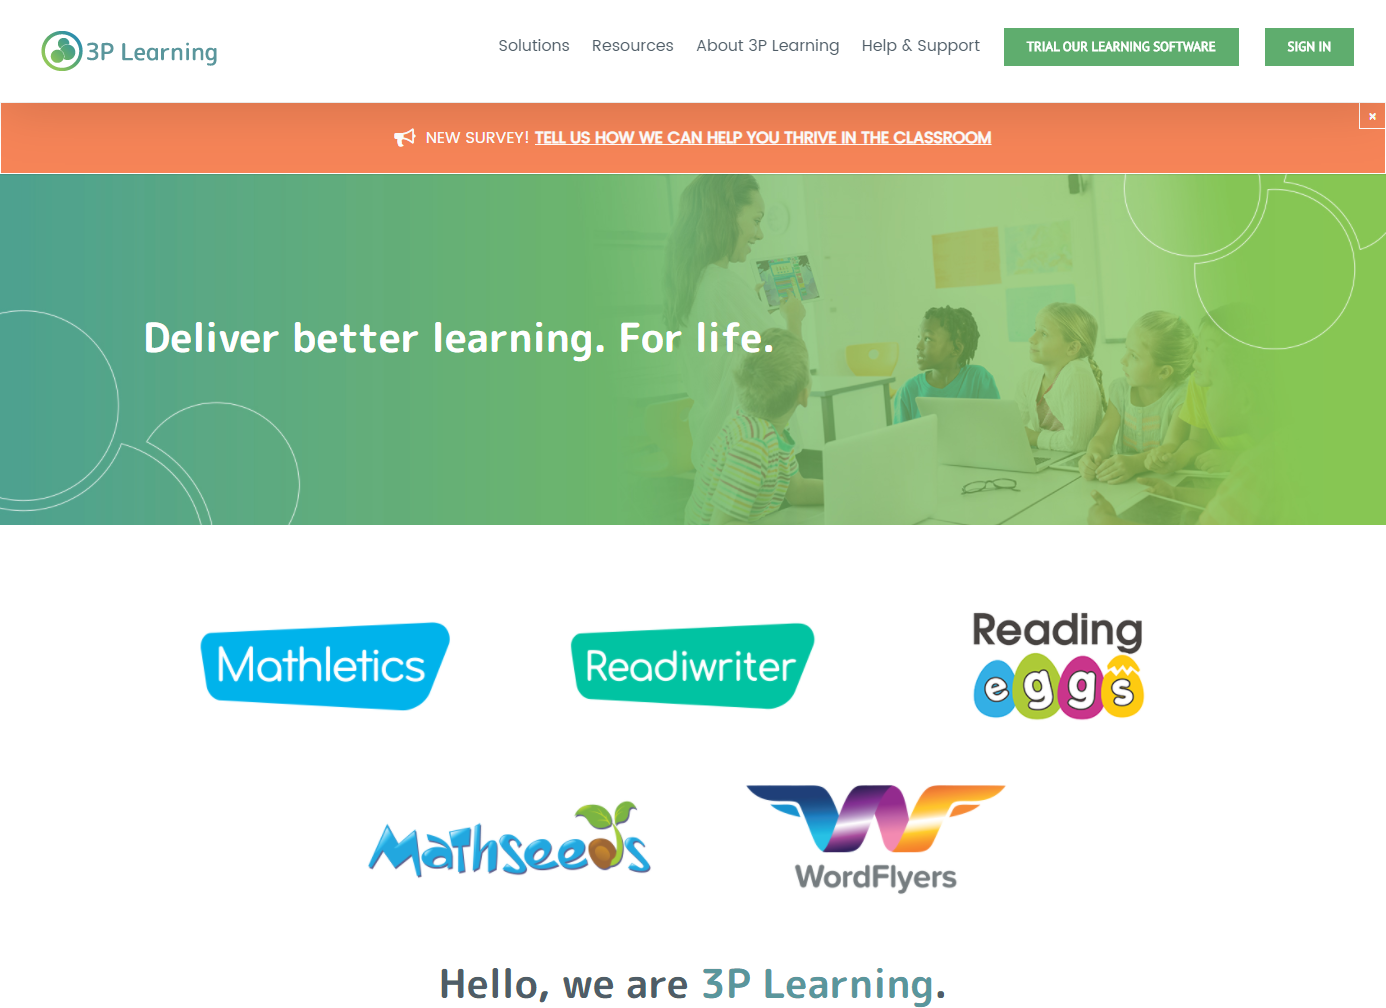 3P Learning
Solutions Resources About 3P Learning Help & Support TRIAL OUR LEARNING SOFTWARE SIGN IN
NEW SURVEY! TELL US HOW WE CAN HELP YOU THRIVE IN THE CLASSROOM ×
Deliver better learning. For life.
Mathletics
Readiwriter
Reading
eggs
Mathseeds
WordFlyers
Hello, we are 3P Learning.